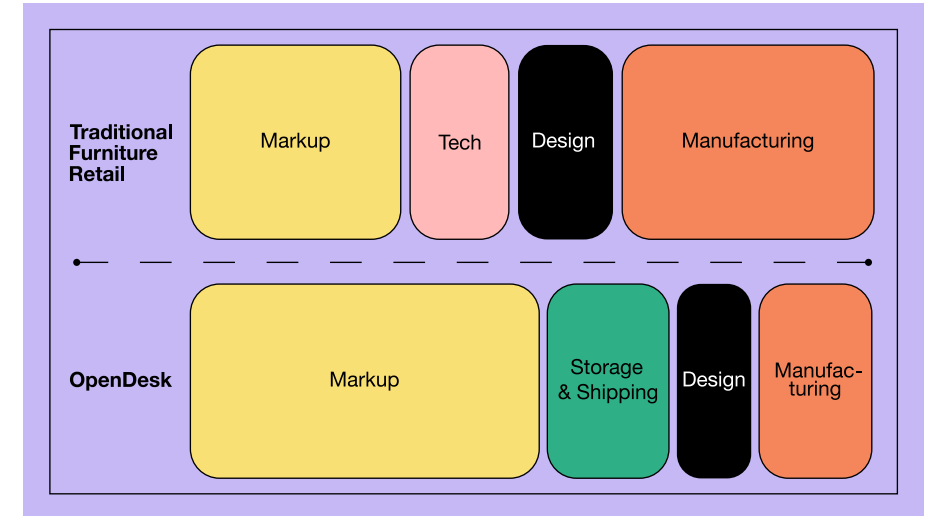 Traditional
Furniture
Retail
Markup
Tech
Design
Manufacturing
OpenDesk
Markup
Storage
& Shipping
Design
Manufac-
turing